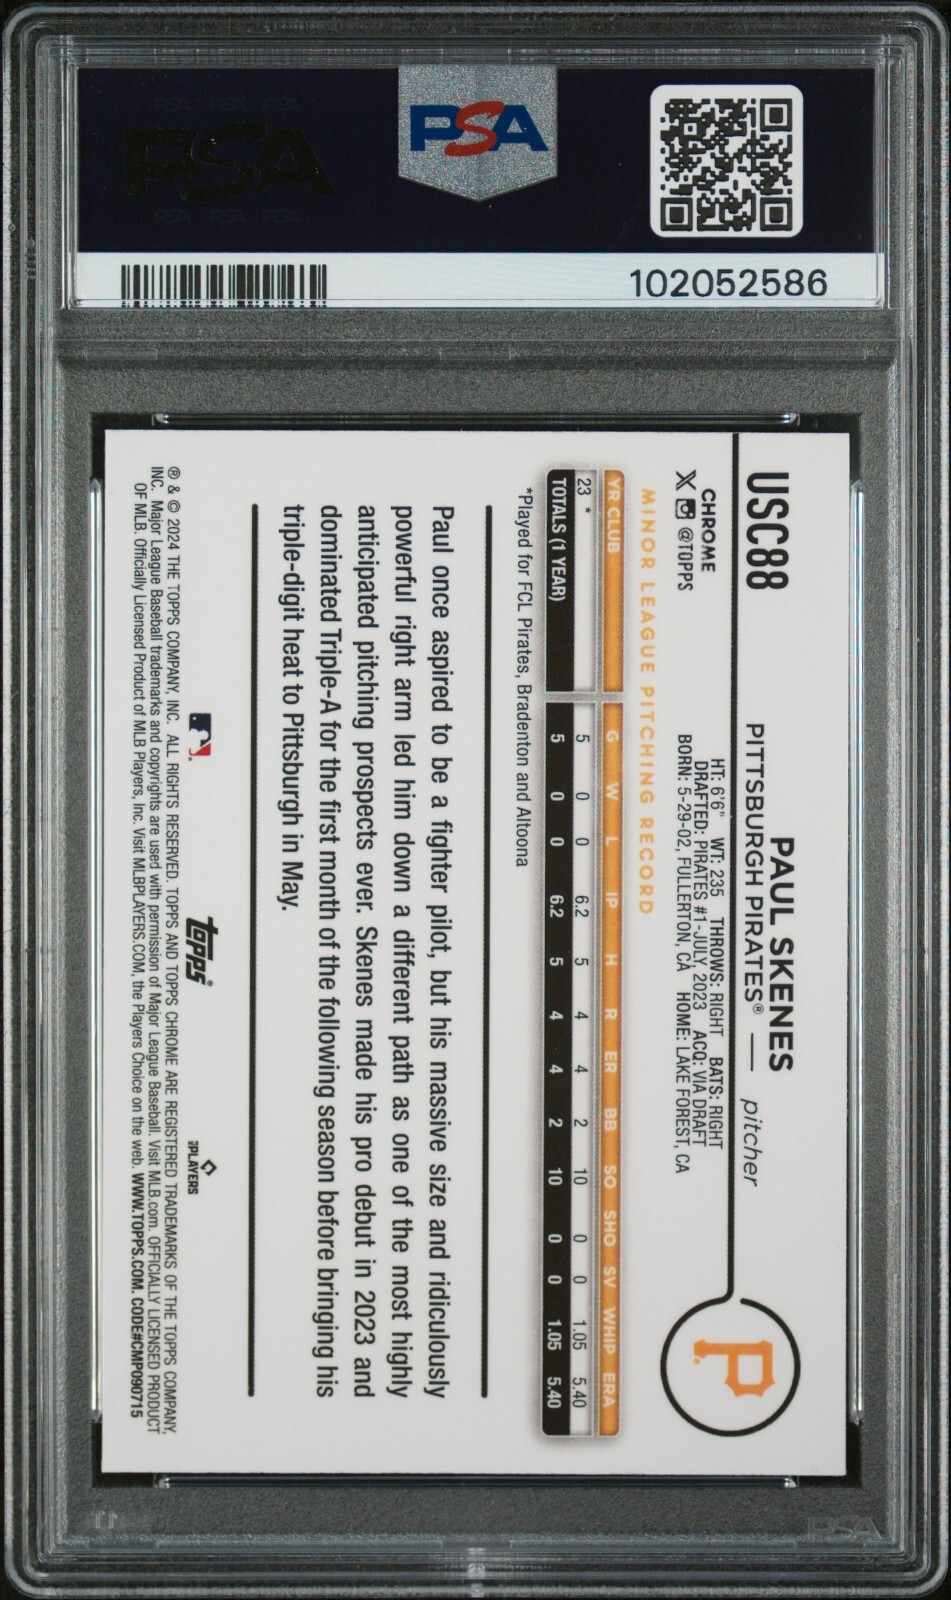 PSA
PSA
102052586
USC88
CHROME
@TOPPS
PAUL SKENES
PITTSBURGH PIRATES® — pitcher
HT: 6'6" WT: 235 THROWS: RIGHT BATS: RIGHT
DRAFTED: PIRATES #1-JULY, 2023 ACQ: VIA DRAFT
BORN: 5-29-02, FULLERTON, CA HOME: LAKE FOREST, CA
P
MINOR LEAGUE PITCHING RECORD
YR CLUB G W L IP H R ER BB SO SHO SV WHIP ERA
23 * 5 0 0 6.2 5 4 4 2 10 0 0 1.05 5.40
TOTALS (1 YEAR) 5 0 0 6.2 5 4 4 2 10 0 0 1.05 5.40
*Played for FCL Pirates, Bradenton and Altoona
Paul once aspired to be a fighter pilot, but his massive size and ridiculously
powerful right arm led him down a different path as one of the most highly
anticipated pitching prospects ever. Skenes made his pro debut in 2023 and
dominated Triple-A for the first month of the following season before bringing his
triple-digit heat to Pittsburgh in May.
topps
PLAYERS
® & © 2024 THE TOPPS COMPANY, INC. ALL RIGHTS RESERVED. TOPPS AND TOPPS CHROME ARE REGISTERED TRADEMARKS OF THE TOPPS COMPANY,
INC. Major League Baseball trademarks and copyrights are used with permission of Major League Baseball. Visit MLB.com. OFFICIALLY LICENSED PRODUCT
OF MLB. Officially Licensed Product of MLB Players, Inc. Visit MLBPLAYERS.COM, the Players Choice on the web. WWW.TOPPS.COM. CODE#CMP090715
PSA